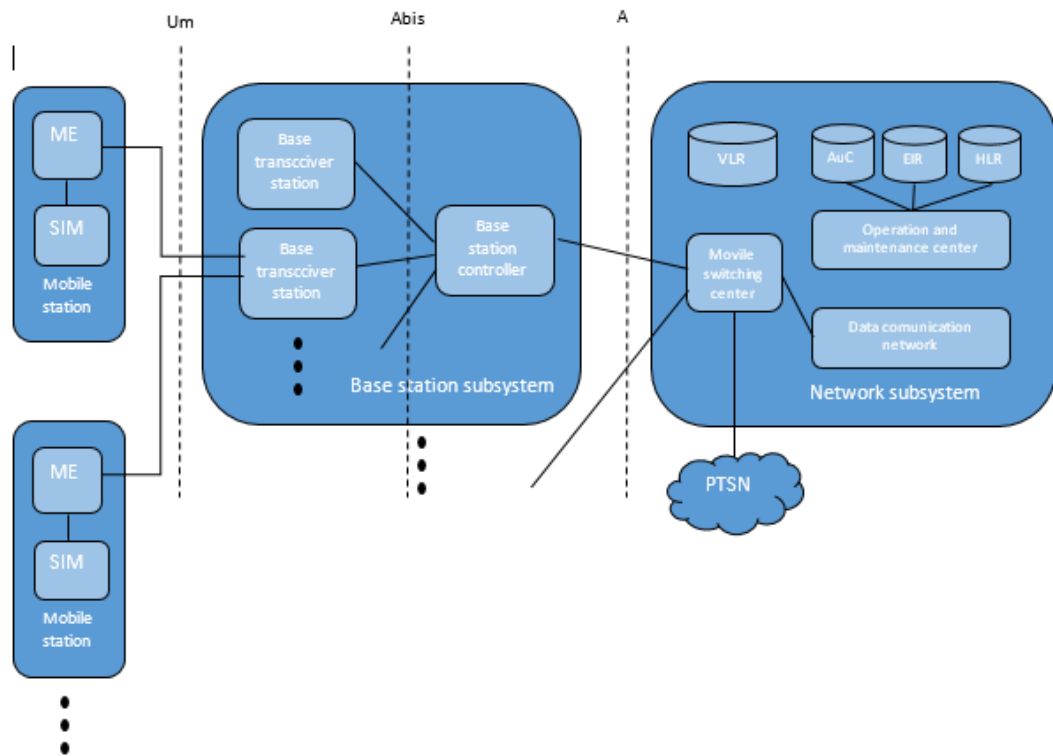 Um
Abis
A
ME
SIM
Mobile
station
ME
SIM
Mobile
station
Base
transcciver
station
Base
transcciver
station
Base
station
controller
Base station subsystem
VLR
AuC
EIR
HLR
Operation and
maintenance center
Movile
switching
center
Data comunication
network
Network subsystem
PTSN